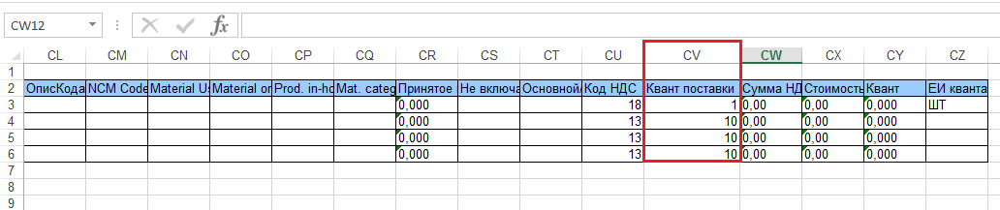 CW12 fx
CL CM CN CO CP CQ CR CS CT CU CV CW CX CY CZ
1
2 ОписКода NCM Code Material Us Material or Prod. in-ho Mat. categ Принятое Не включа Основной Код НДС Квант поставки Сумма НД Стоимость Квант ЕИ кванта
3 0,000 18 1 0,00 0,00 0,000 ШТ
4 0,000 13 10 0,00 0,00 0,000
5 0,000 13 10 0,00 0,00 0,000
6 0,000 13 10 0,00 0,00 0,000
7
8
9